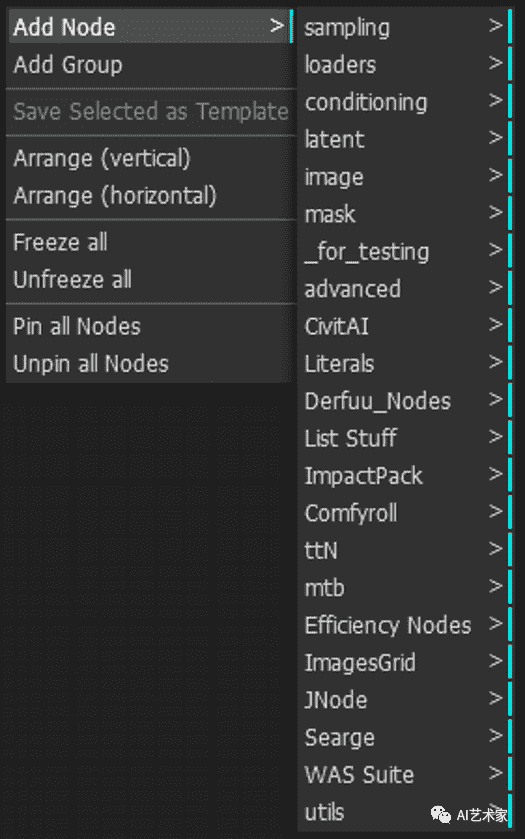 Add Node >
Add Group
Save Selected as Template
Arrange (vertical)
Arrange (horizontal)
Freeze all
Unfreeze all
Pin all Nodes
Unpin all Nodes
sampling >
loaders >
conditioning >
latent >
image >
mask >
_for_testing >
advanced >
CivitAI >
Literals >
Derfuu_Nodes >
List Stuff >
ImpactPack >
Comfyroll >
ttN >
mtb >
Efficiency Nodes >
ImagesGrid >
JNode >
Searge >
WAS Suite >
utils >
AI艺术家